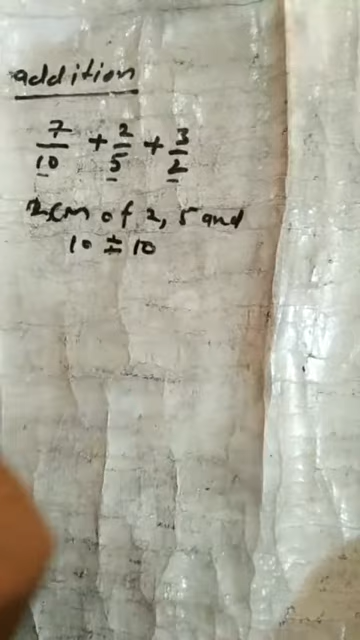 addition
7/10 + 2/5 + 3/2
LCM of 2, 5 and
10 = 10